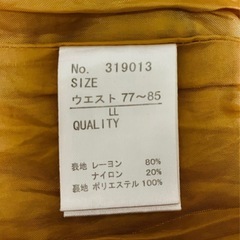 No. 319013
SIZE
ウエスト 77～85
LL
QUALITY
表地 レーヨン 80%
ナイロン 20%
裏地 ポリエステル 100%